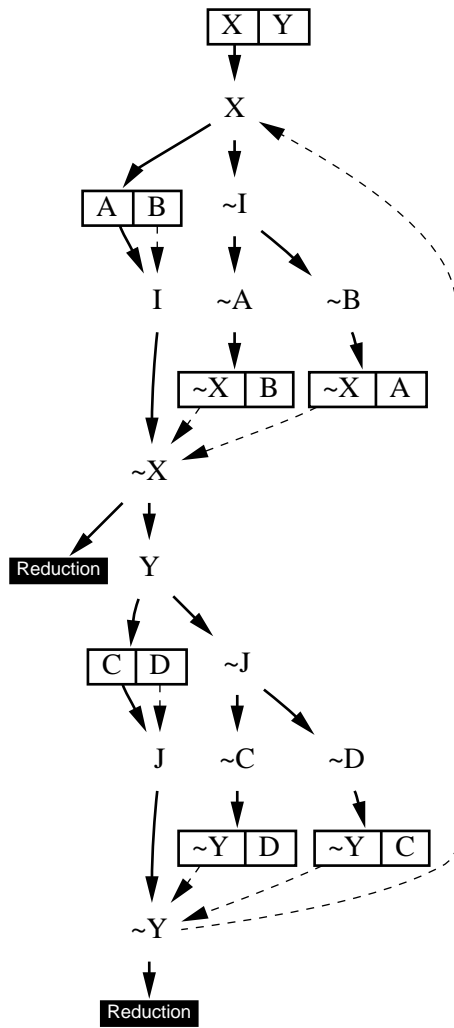 X Y
X
A B
~I
I
~A
~B
~X B
~X A
~X
Reduction
Y
C D
~J
J
~C
~D
~Y D
~Y C
~Y
Reduction